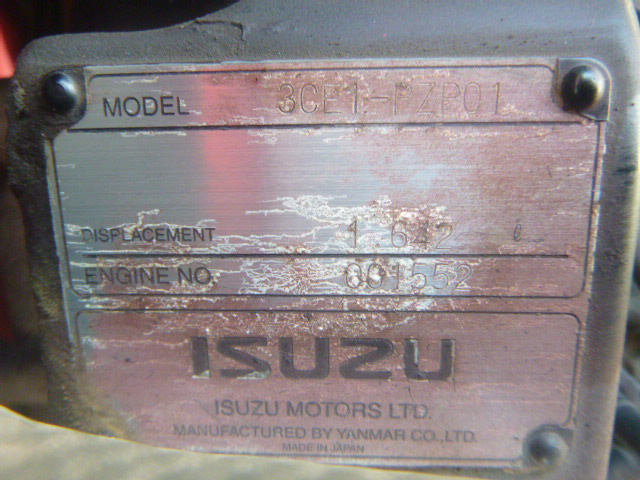 MODEL 3CE1-PZP01
DISPLACEMENT 1.642 ℓ
ENGINE NO. 001552
ISUZU
ISUZU MOTORS LTD.
MANUFACTURED BY YANMAR CO.,LTD.
MADE IN JAPAN